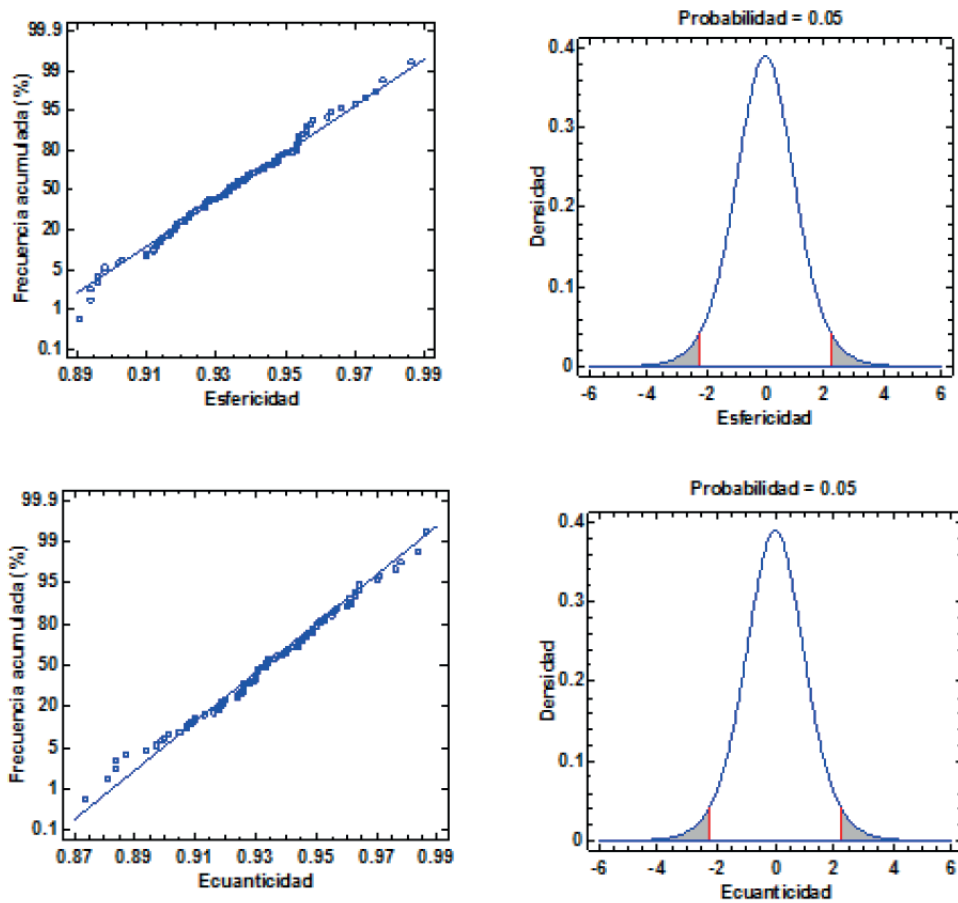 Frecuencia acumulada (%)
99.9
99
95
80
50
20
5
1
0.1
0.89 0.91 0.93 0.95 0.97 0.99
Esfericidad
Probabilidad = 0.05
Densidad
0.4
0.3
0.2
0.1
0
-6 -4 -2 0 2 4 6
Esfericidad
Frecuencia acumulada (%)
99.9
99
95
80
50
20
5
1
0.1
0.87 0.89 0.91 0.93 0.95 0.97 0.99
Ecuanticidad
Probabilidad = 0.05
Densidad
0.4
0.3
0.2
0.1
0
-6 -4 -2 0 2 4 6
Ecuanticidad